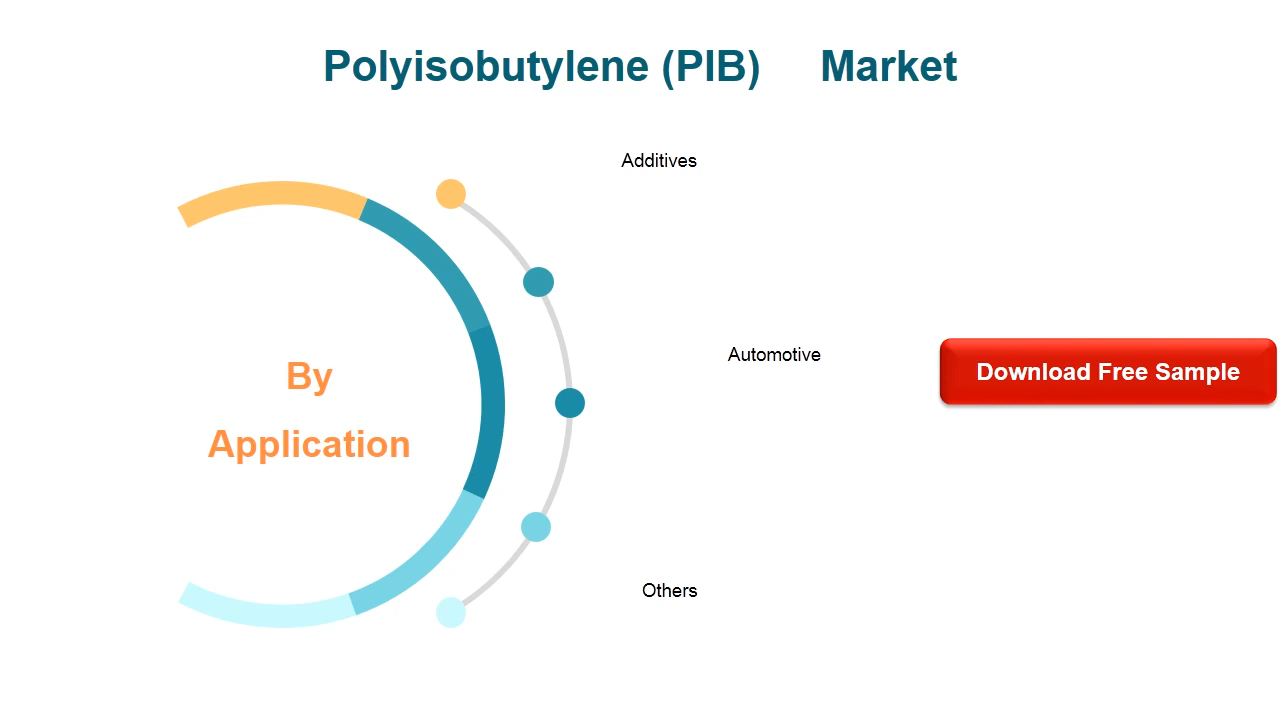 Polyisobutylene (PIB) Market
Additives
Automotive
Download Free Sample
By
Application
Others